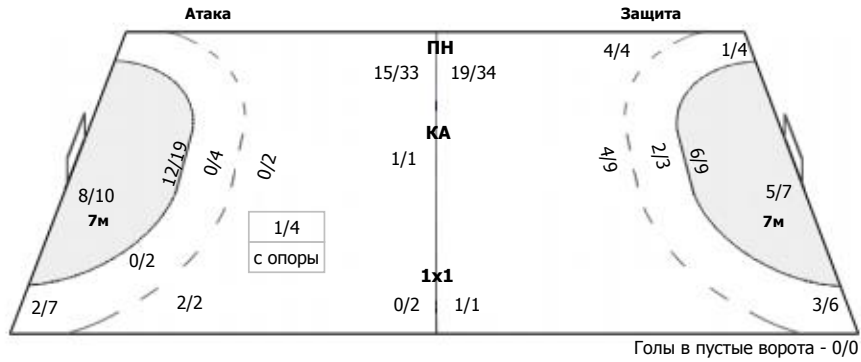 Атака
Защита
ПН
15/33
19/34
4/4
1/4
КА
1/1
12/19
0/4
0/2
4/9
2/3
6/9
8/10
7м
5/7
7м
1/4
с опоры
0/2
1x1
2/7
2/2
0/2
1/1
3/6
Голы в пустые ворота - 0/0